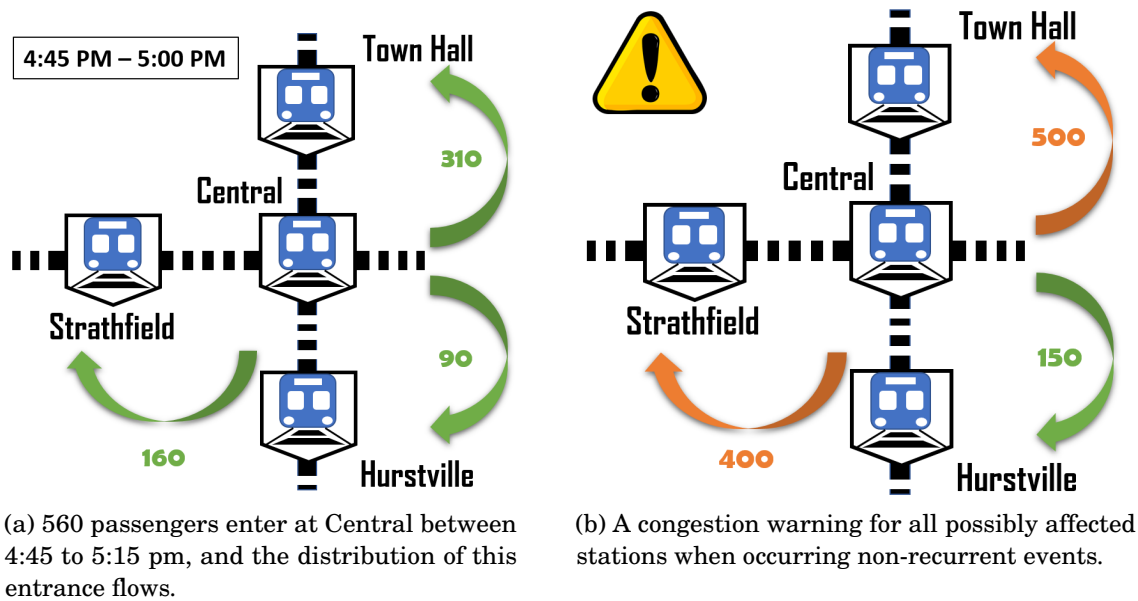 4:45 PM – 5:00 PM
Town Hall
310
Central
Strathfield
90
160
Hurstville
(a) 560 passengers enter at Central between
4:45 to 5:15 pm, and the distribution of this
entrance flows.
Town Hall
500
Central
Strathfield
150
400
Hurstville
(b) A congestion warning for all possibly affected
stations when occurring non-recurrent events.